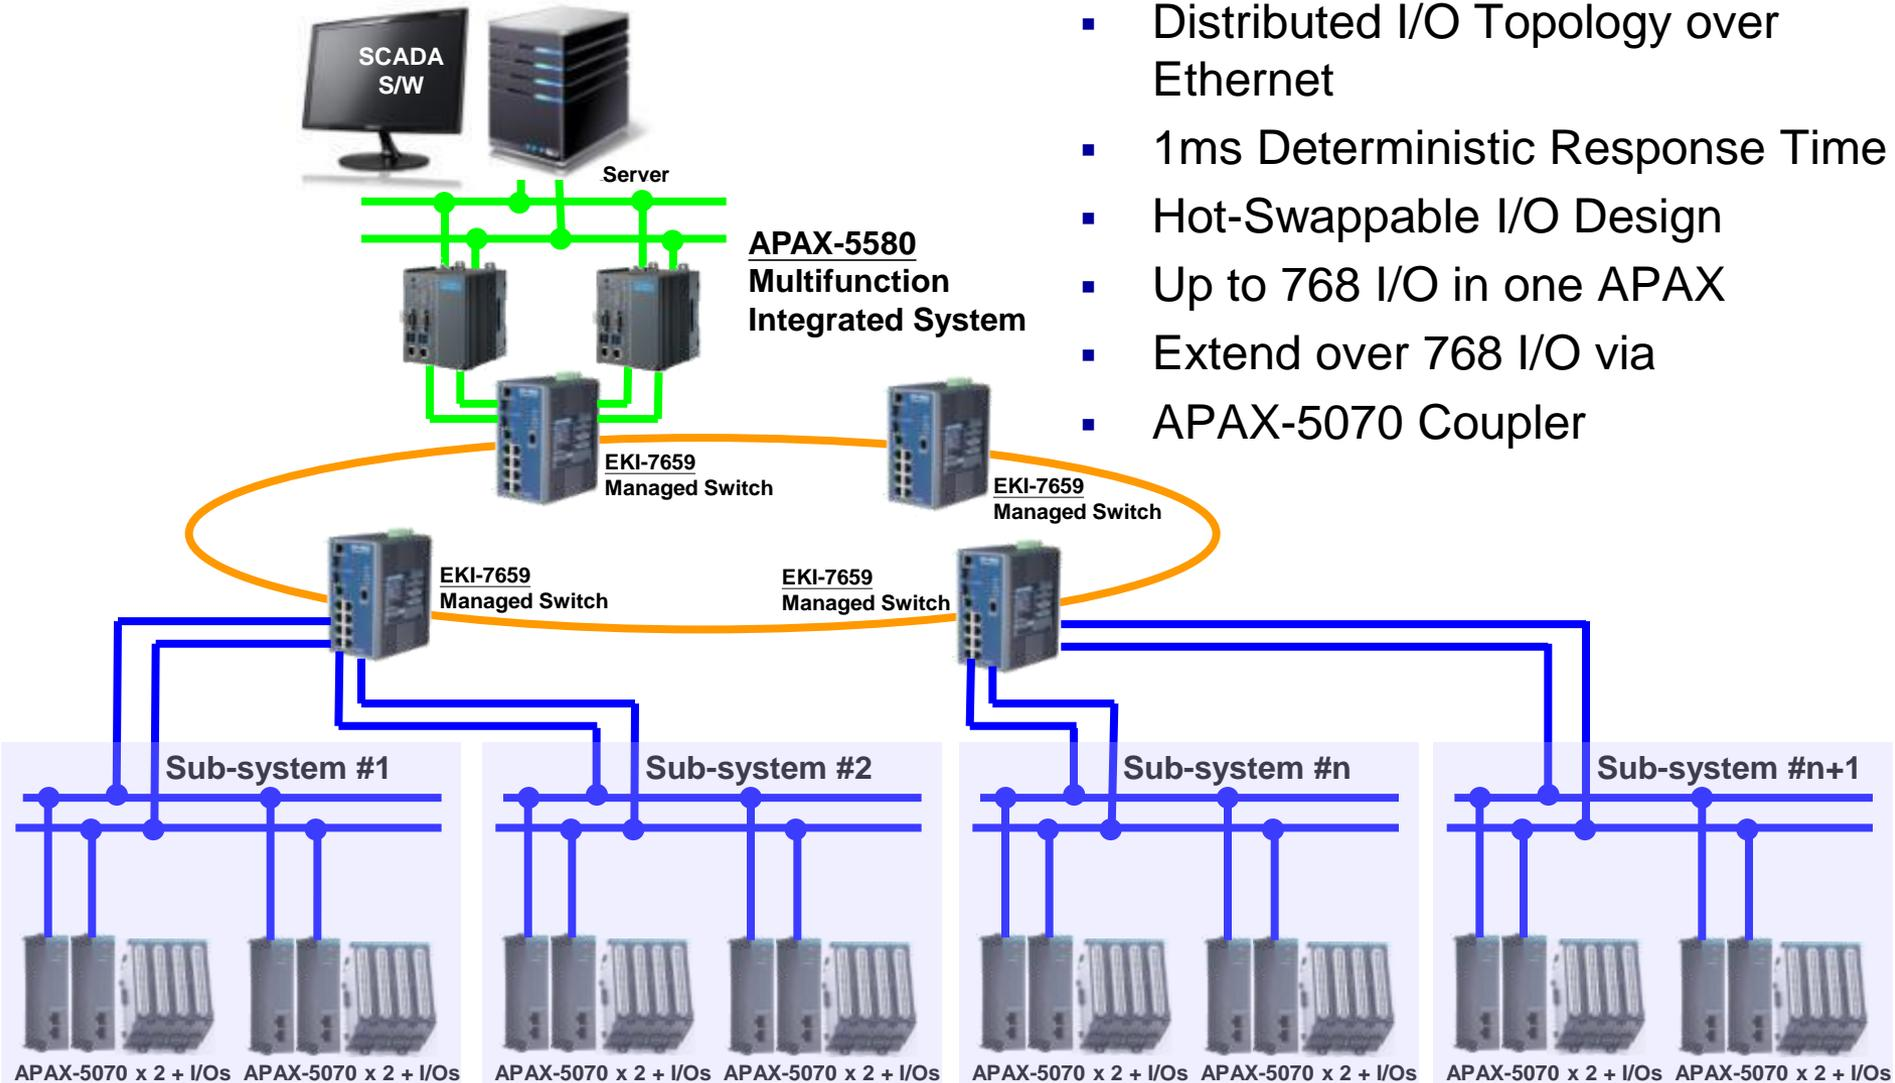 SCADA
S/W
Server
APAX-5580
Multifunction
Integrated System
▪ Distributed I/O Topology over
Ethernet
▪ 1ms Deterministic Response Time
▪ Hot-Swappable I/O Design
▪ Up to 768 I/O in one APAX
▪ Extend over 768 I/O via
▪ APAX-5070 Coupler
EKI-7659
Managed Switch
EKI-7659
Managed Switch
EKI-7659
Managed Switch
EKI-7659
Managed Switch
Sub-system #1
Sub-system #2
Sub-system #n
Sub-system #n+1
APAX-5070 x 2 + I/Os
APAX-5070 x 2 + I/Os
APAX-5070 x 2 + I/Os
APAX-5070 x 2 + I/Os
APAX-5070 x 2 + I/Os
APAX-5070 x 2 + I/Os
APAX-5070 x 2 + I/Os
APAX-5070 x 2 + I/Os